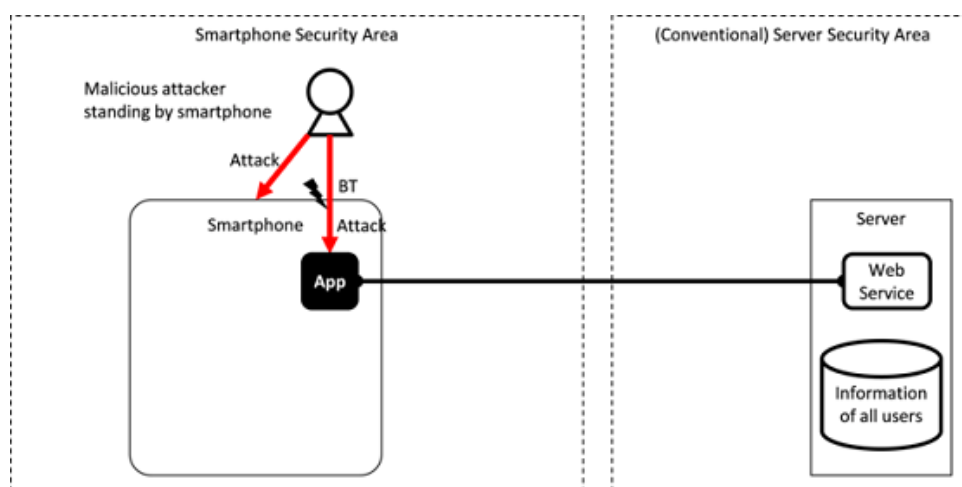 Smartphone Security Area
(Conventional) Server Security Area
Malicious attacker
standing by smartphone
Attack
BT
Smartphone
Attack
App
Server
Web
Service
Information
of all users